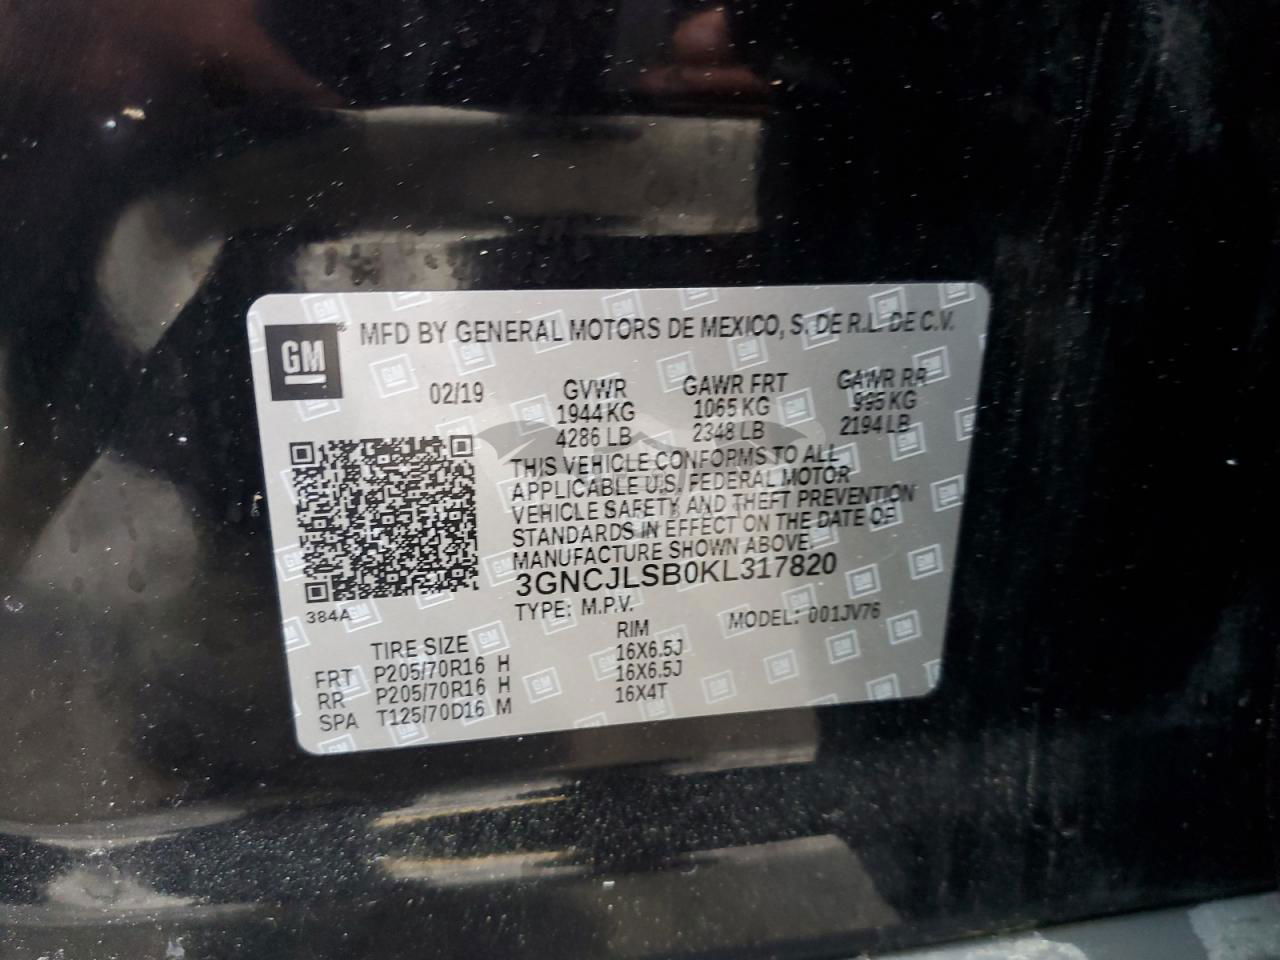 GM
MFD BY GENERAL MOTORS DE MEXICO, S. DE R.L. DE C.V.
02/19 GVWR GAWR FRT GAWR RR
1944 KG 1065 KG 995 KG
4286 LB 2348 LB 2194 LB
THIS VEHICLE CONFORMS TO ALL
APPLICABLE U.S. FEDERAL MOTOR
VEHICLE SAFETY AND THEFT PREVENTION
STANDARDS IN EFFECT ON THE DATE OF
MANUFACTURE SHOWN ABOVE.
3GNCJLSB0KL317820
384A TYPE: M.P.V. MODEL: 001JV76
TIRE SIZE RIM
FRT P205/70R16 H 16X6.5J
RR P205/70R16 H 16X6.5J
SPA T125/70D16 M 16X4T